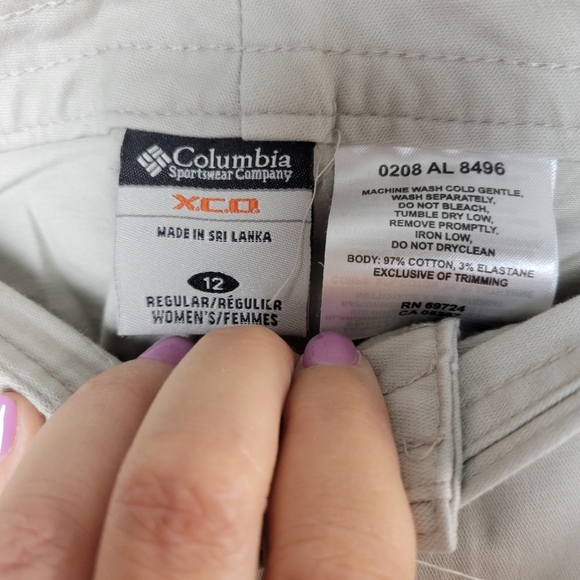 Columbia
Sportswear Company
X.C.O.
MADE IN SRI LANKA
12
REGULAR/RÉGULIER
WOMEN'S/FEMMES
0208 AL 8496
MACHINE WASH COLD GENTLE,
WASH SEPARATELY,
DO NOT BLEACH,
TUMBLE DRY LOW,
REMOVE PROMPTLY,
IRON LOW,
DO NOT DRYCLEAN
BODY: 97% COTTON, 3% ELASTANE
EXCLUSIVE OF TRIMMING
RN 69724
CA